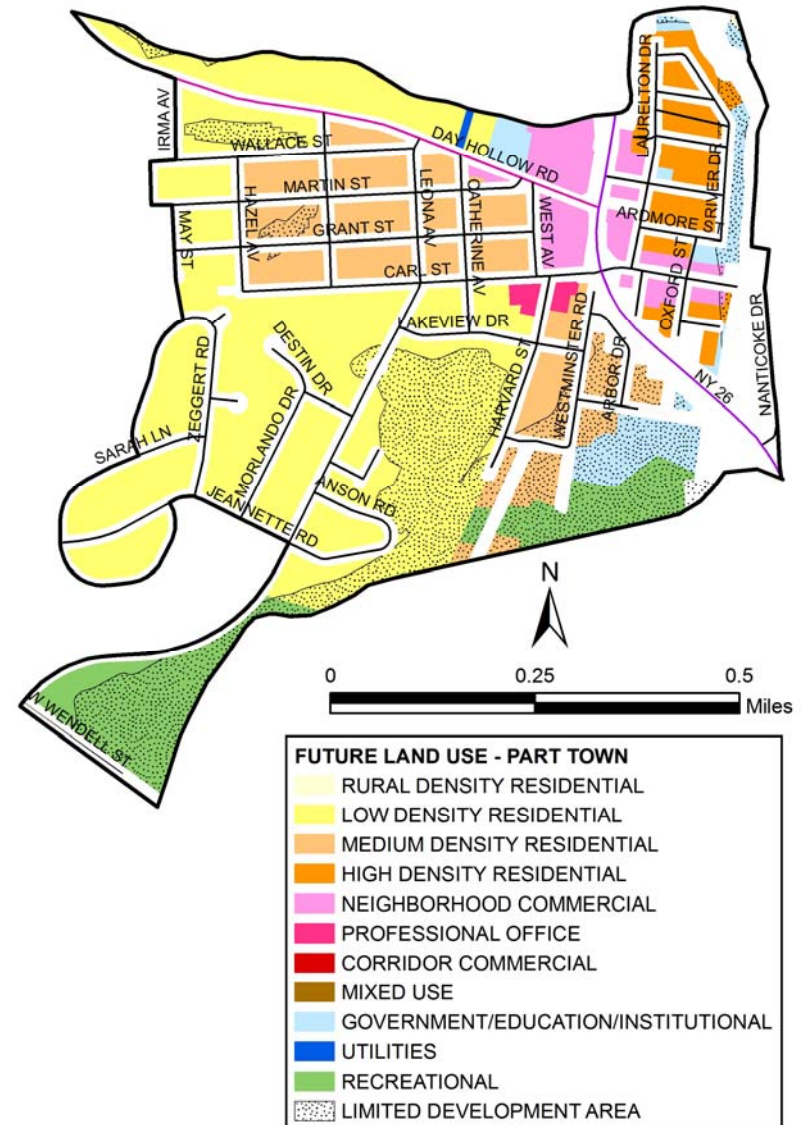 LAURELTON DR
IRMA AV
WALLACE ST
DAY HOLLOW RD
RIVER DR
MARTIN ST
HAZEL AV
LEONA AV
CATHERINE AV
WEST AV
ARDMORE ST
MAY ST
GRANT ST
CARL ST
OXFORD ST
NANTICOKE DR
LAKEVIEW DR
DESTIN DR
HARVARD ST
WESTMINSTER RD
ARBOR DR
NY 26
ZEGGERT RD
MORLANDO DR
SARAH LN
ANSON RD
JEANNETTE RD
N
0 0.25 0.5
Miles
W WENDELL ST
FUTURE LAND USE - PART TOWN
RURAL DENSITY RESIDENTIAL
LOW DENSITY RESIDENTIAL
MEDIUM DENSITY RESIDENTIAL
HIGH DENSITY RESIDENTIAL
NEIGHBORHOOD COMMERCIAL
PROFESSIONAL OFFICE
CORRIDOR COMMERCIAL
MIXED USE
GOVERNMENT/EDUCATION/INSTITUTIONAL
UTILITIES
RECREATIONAL
LIMITED DEVELOPMENT AREA